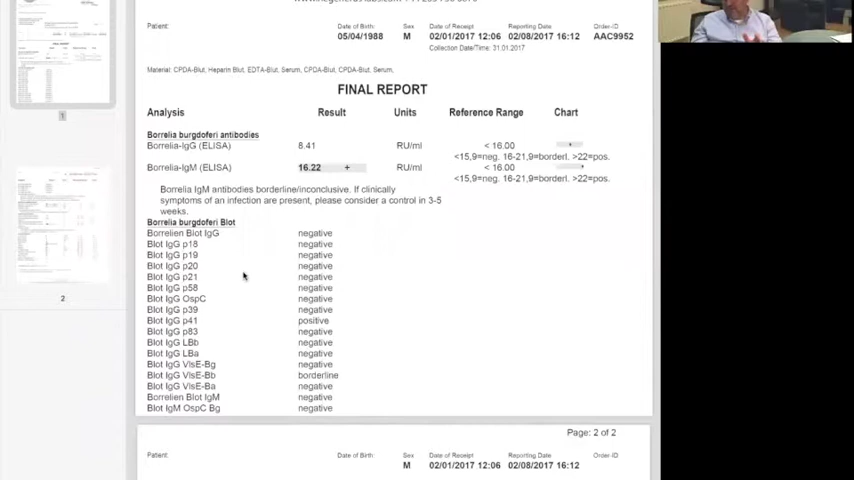 Patient: Date of Birth: Sex Date of Receipt Reporting Date: Order-ID
05/04/1988 M 02/01/2017 12:06 02/08/2017 16:12 AAC9952
Collection Date/Time: 31.01.2017
Material: CPDA-Blut, Heparin Blut, EDTA-Blut, Serum, CPDA-Blut, CPDA-Blut, Serum,
FINAL REPORT
Analysis Result Units Reference Range Chart
Borrelia burgdoferi antibodies
Borrelia-IgG (ELISA) 8.41 RU/ml < 16.00
<15,9=neg. 16-21,9=borderl. >22=pos.
Borrelia-IgM (ELISA) 16.22 + RU/ml < 16.00
<15,9=neg. 16-21,9=borderl. >22=pos.
Borrelia IgM antibodies borderline/inconclusive. If clinically
symptoms of an infection are present, please consider a control in 3-5
weeks.
Borrelia burgdoferi Blot
Borrelien Blot IgG negative
Blot IgG p18 negative
Blot IgG p19 negative
Blot IgG p20 negative
Blot IgG p21 negative
Blot IgG p58 negative
Blot IgG OspC negative
Blot IgG p39 negative
Blot IgG p41 positive
Blot IgG p83 negative
Blot IgG LBb negative
Blot IgG LBa negative
Blot IgG VlsE-Bg negative
Blot IgG VlsE-Bb borderline
Blot IgG VlsE-Ba negative
Borrelien Blot IgM negative
Blot IgM OspC Bg negative
Page: 2 of 2
Patient: Date of Birth: Sex Date of Receipt Reporting Date: Order-ID
M 02/01/2017 12:06 02/08/2017 16:12
1
2